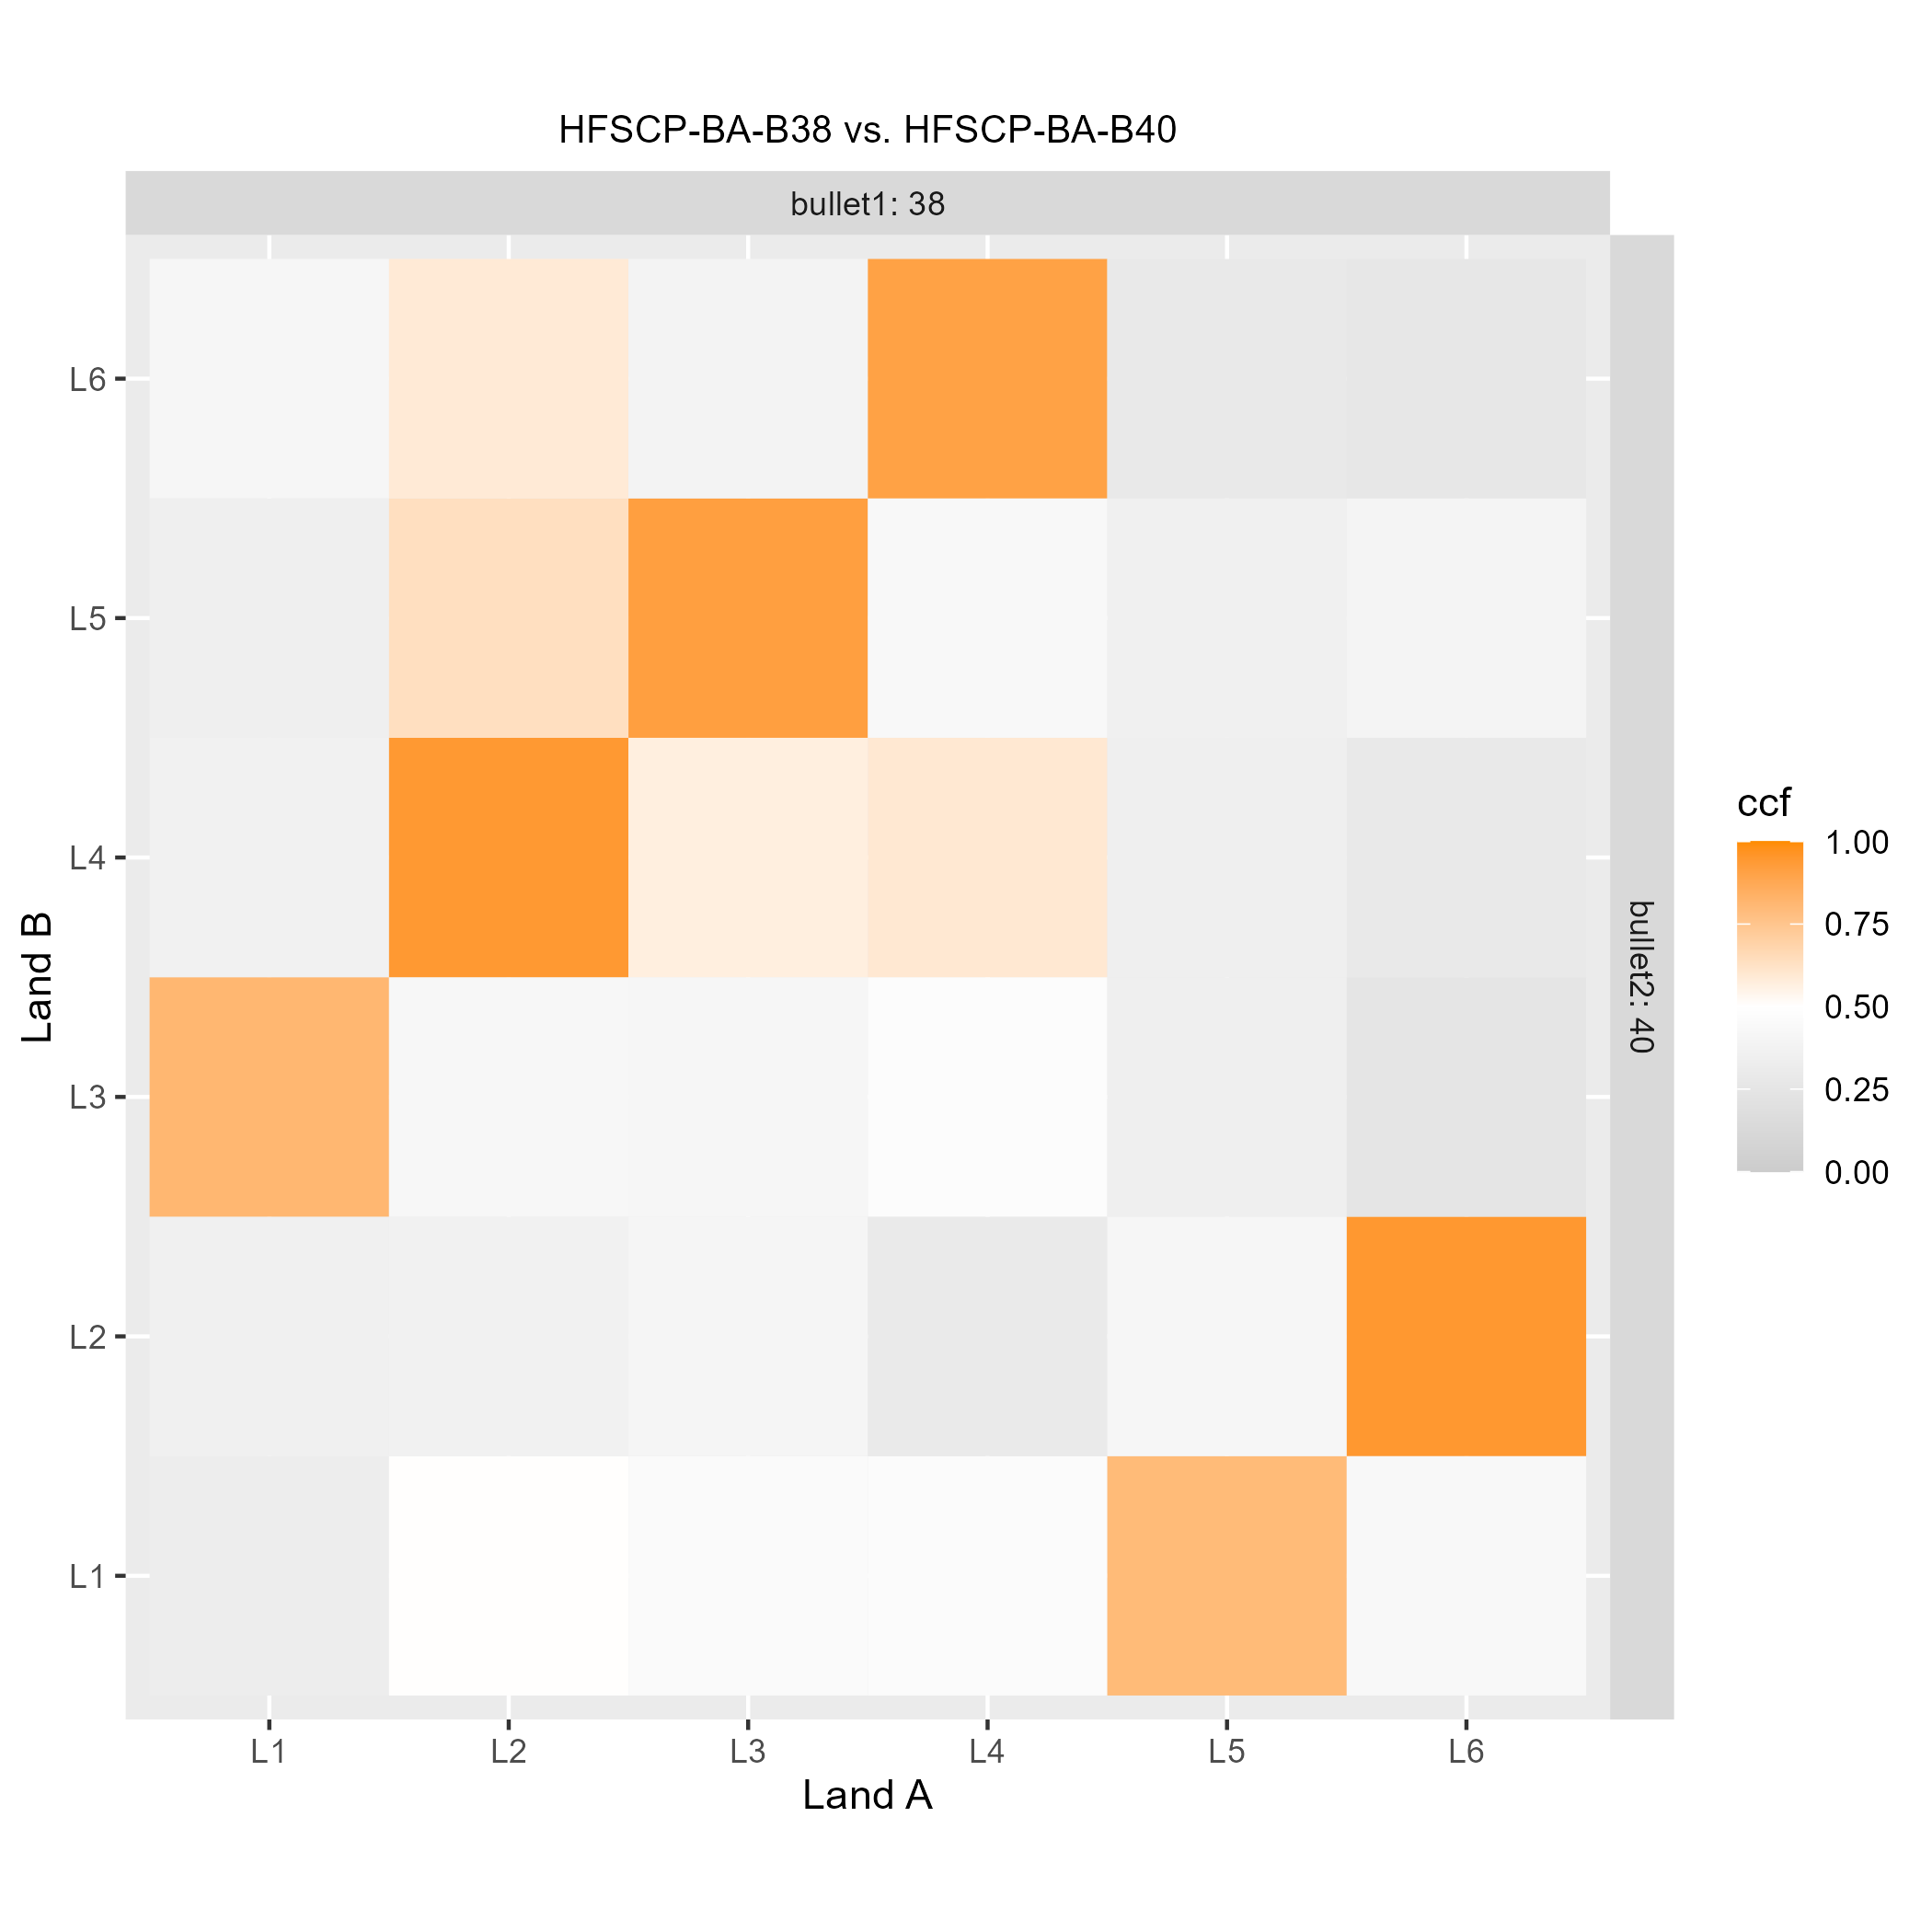 HFSCP-BA-B38 vs. HFSCP-BA-B40
bullet1: 38
L6
L5
L4
L3
L2
L1
Land B
bullet2: 40
ccf
1.00
0.75
0.50
0.25
0.00
L1 L2 L3 L4 L5 L6
Land A